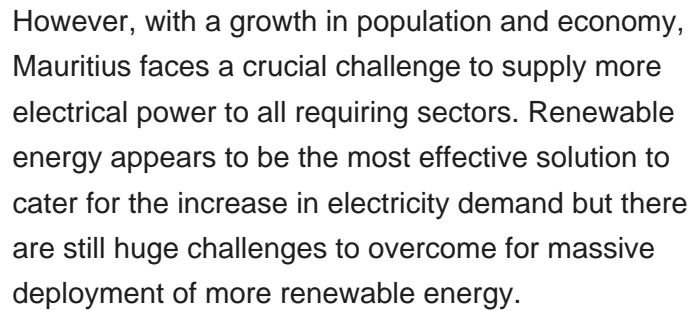 However, with a growth in population and economy,
Mauritius faces a crucial challenge to supply more
electrical power to all requiring sectors. Renewable
energy appears to be the most effective solution to
cater for the increase in electricity demand but there
are still huge challenges to overcome for massive
deployment of more renewable energy.